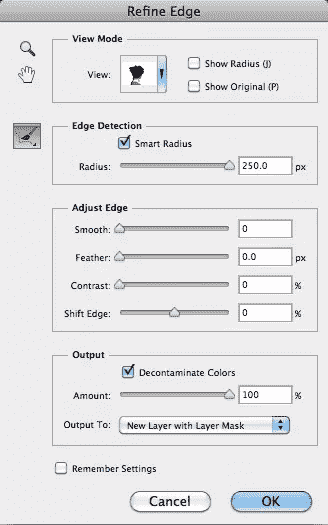 Refine Edge
View Mode
View:
Show Radius (J)
Show Original (P)
Edge Detection
Smart Radius
Radius: 250.0 px
Adjust Edge
Smooth: 0
Feather: 0.0 px
Contrast: 0 %
Shift Edge: 0 %
Output
Decontaminate Colors
Amount: 100 %
Output To: New Layer with Layer Mask
Remember Settings
Cancel OK